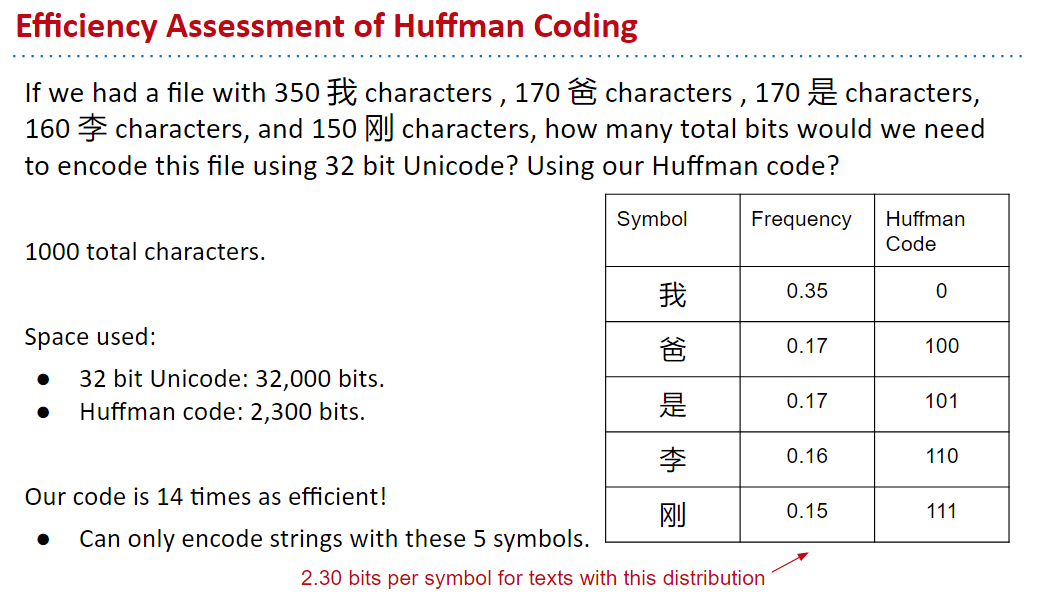 Efficiency Assessment of Huffman Coding
If we had a file with 350 我 characters , 170 爸 characters , 170 是 characters,
160 李 characters, and 150 刚 characters, how many total bits would we need
to encode this file using 32 bit Unicode? Using our Huffman code?
1000 total characters.
Space used:
● 32 bit Unicode: 32,000 bits.
● Huffman code: 2,300 bits.
Our code is 14 times as efficient!
● Can only encode strings with these 5 symbols.
Symbol Frequency Huffman
Code
我 0.35 0
爸 0.17 100
是 0.17 101
李 0.16 110
刚 0.15 111
2.30 bits per symbol for texts with this distribution